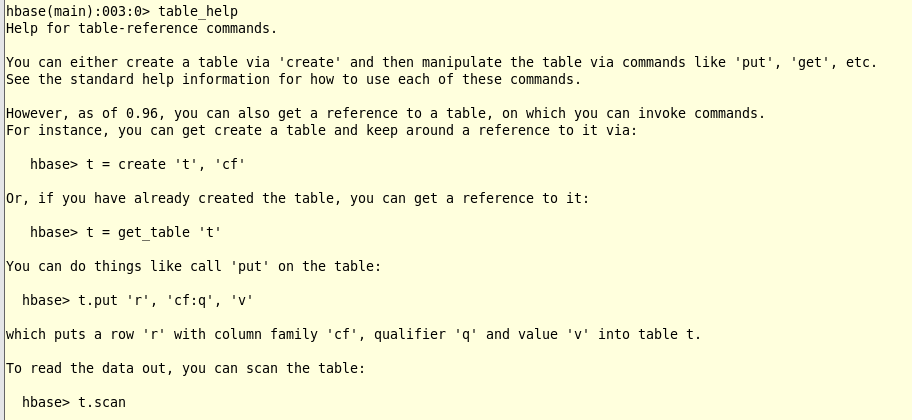 hbase(main):003:0> table_help
Help for table-reference commands.
You can either create a table via 'create' and then manipulate the table via commands like 'put', 'get', etc.
See the standard help information for how to use each of these commands.
However, as of 0.96, you can also get a reference to a table, on which you can invoke commands.
For instance, you can get create a table and keep around a reference to it via:
hbase> t = create 't', 'cf'
Or, if you have already created the table, you can get a reference to it:
hbase> t = get_table 't'
You can do things like call 'put' on the table:
hbase> t.put 'r', 'cf:q', 'v'
which puts a row 'r' with column family 'cf', qualifier 'q' and value 'v' into table t.
To read the data out, you can scan the table:
hbase> t.scan